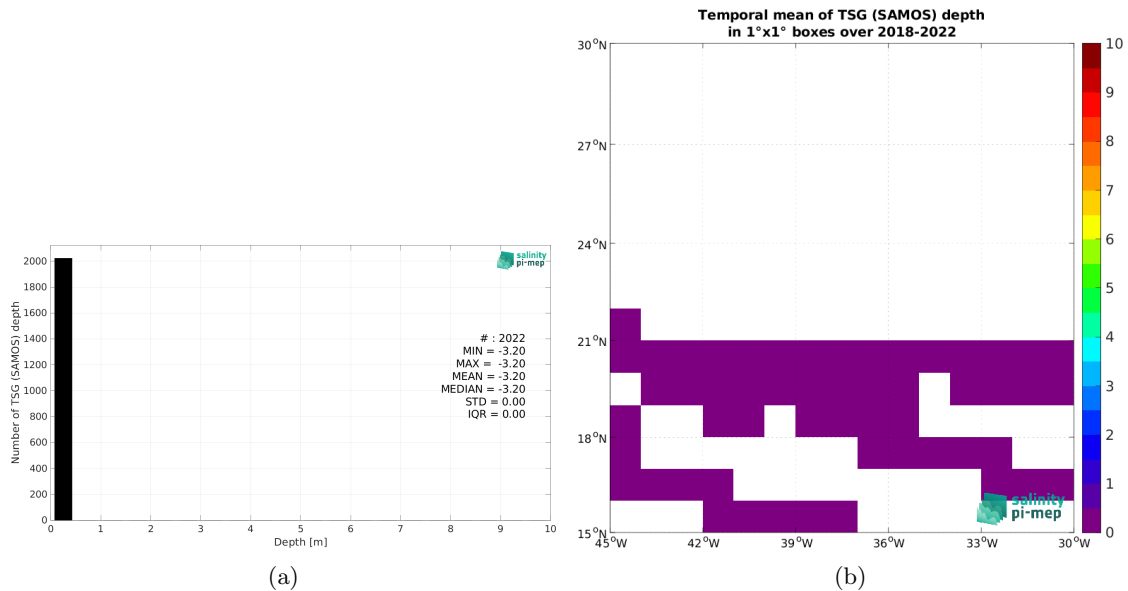 2000
1800
1600
1400
1200
1000
800
600
400
200
0
Number of TSG (SAMOS) depth
salinity
pi-mep
# : 2022
MIN = -3.20
MAX =  -3.20
MEAN = -3.20
MEDIAN = -3.20
STD = 0.00
IQR = 0.00
0 1 2 3 4 5 6 7 8 9 10
Depth [m]
(a)
Temporal mean of TSG (SAMOS) depth
in 1°x1° boxes over 2018-2022
30°N
27°N
24°N
21°N
18°N
15°N
45°W 42°W 39°W 36°W 33°W 30°W
salinity
pi-mep
10
9
8
7
6
5
4
3
2
1
0
(b)